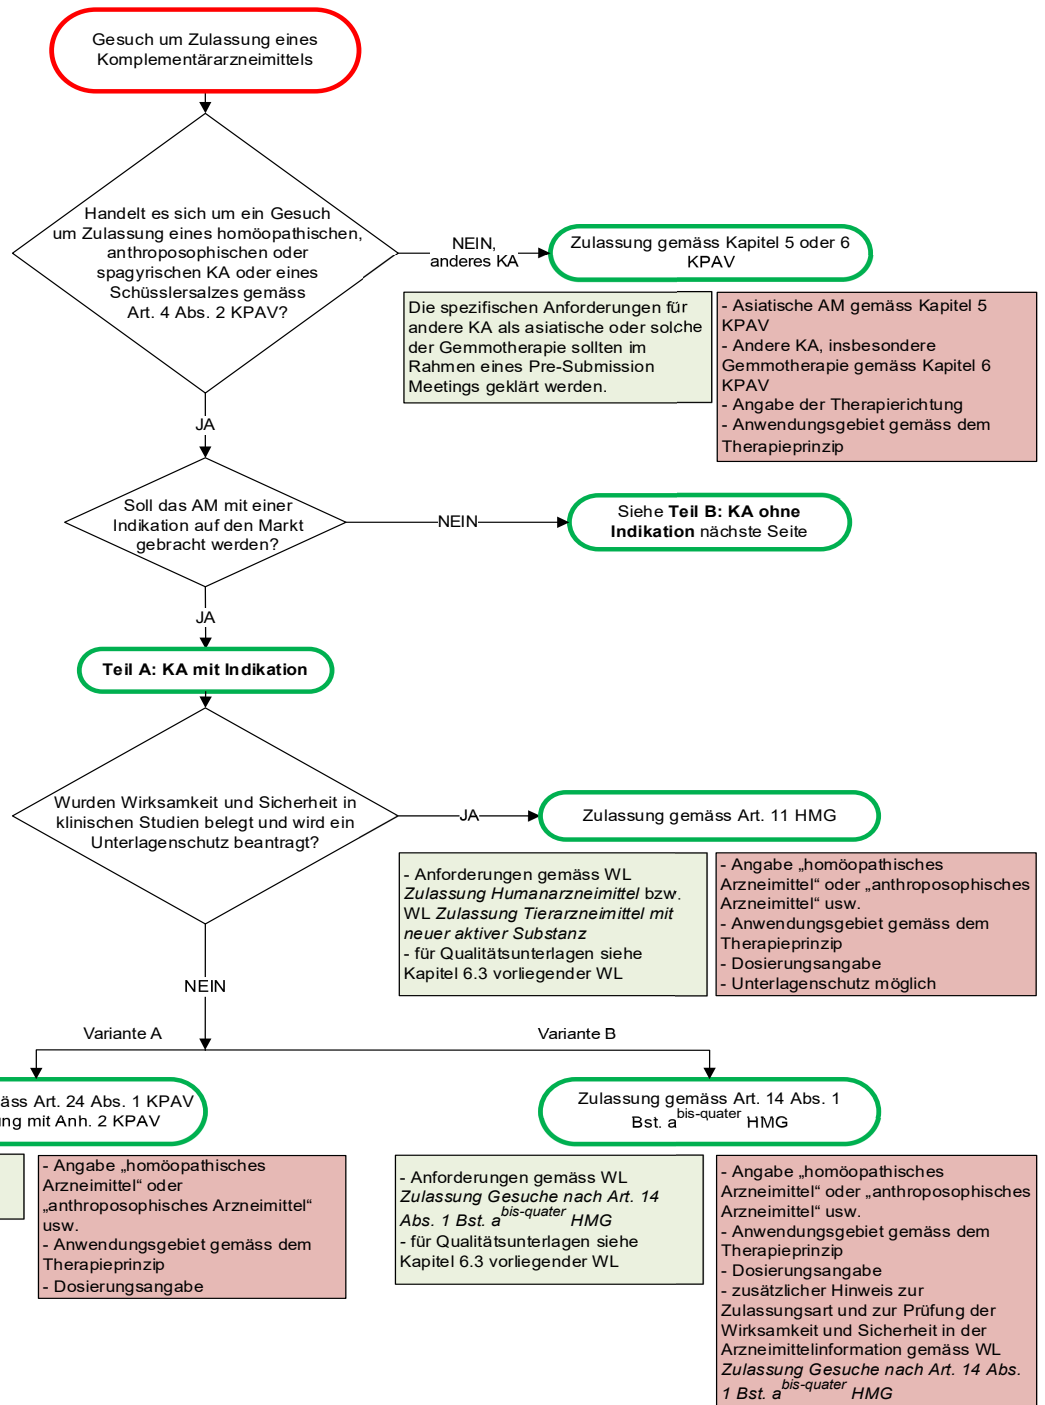 Gesuch um Zulassung eines
Komplementärarzneimittels
Handelt es sich um ein Gesuch
um Zulassung eines homöopathischen,
anthroposophischen oder
spagyrischen KA oder eines
Schüsslersalzes gemäss
Art. 4 Abs. 2 KPAV?
NEIN,
anderes KA
Zulassung gemäss Kapitel 5 oder 6
KPAV
Die spezifischen Anforderungen für
andere KA als asiatische oder solche
der Gemmotherapie sollten im
Rahmen eines Pre-Submission
Meetings geklärt werden.
- Asiatische AM gemäss Kapitel 5
KPAV
- Andere KA, insbesondere
Gemmotherapie gemäss Kapitel 6
KPAV
- Angabe der Therapierichtung
- Anwendungsgebiet gemäss dem
Therapieprinzip
JA
Soll das AM mit einer
Indikation auf den Markt
gebracht werden?
NEIN
Siehe Teil B: KA ohne
Indikation nächste Seite
JA
Teil A: KA mit Indikation
Wurden Wirksamkeit und Sicherheit in
klinischen Studien belegt und wird ein
Unterlagenschutz beantragt?
JA
Zulassung gemäss Art. 11 HMG
- Anforderungen gemäss WL
Zulassung Humanarzneimittel bzw.
WL Zulassung Tierarzneimittel mit
neuer aktiver Substanz
- für Qualitätsunterlagen siehe
Kapitel 6.3 vorliegender WL
- Angabe „homöopathisches
Arzneimittel“ oder „anthroposophisches
Arzneimittel“ usw.
- Anwendungsgebiet gemäss dem
Therapieprinzip
- Dosierungsangabe
- Unterlagenschutz möglich
NEIN
Variante A
Variante B
äss Art. 24 Abs. 1 KPAV
ung mit Anh. 2 KPAV
- Angabe „homöopathisches
Arzneimittel“ oder
„anthroposophisches Arzneimittel“
usw.
- Anwendungsgebiet gemäss dem
Therapieprinzip
- Dosierungsangabe
Zulassung gemäss Art. 14 Abs. 1
Bst. a bis-quater HMG
- Anforderungen gemäss WL
Zulassung Gesuche nach Art. 14
Abs. 1 Bst. a bis-quater HMG
- für Qualitätsunterlagen siehe
Kapitel 6.3 vorliegender WL
- Angabe „homöopathisches
Arzneimittel“ oder „anthroposophisches
Arzneimittel“ usw.
- Anwendungsgebiet gemäss dem
Therapieprinzip
- Dosierungsangabe
- zusätzlicher Hinweis zur
Zulassungsart und zur Prüfung der
Wirksamkeit und Sicherheit in der
Arzneimittelinformation gemäss WL
Zulassung Gesuche nach Art. 14 Abs.
1 Bst. a bis-quater HMG